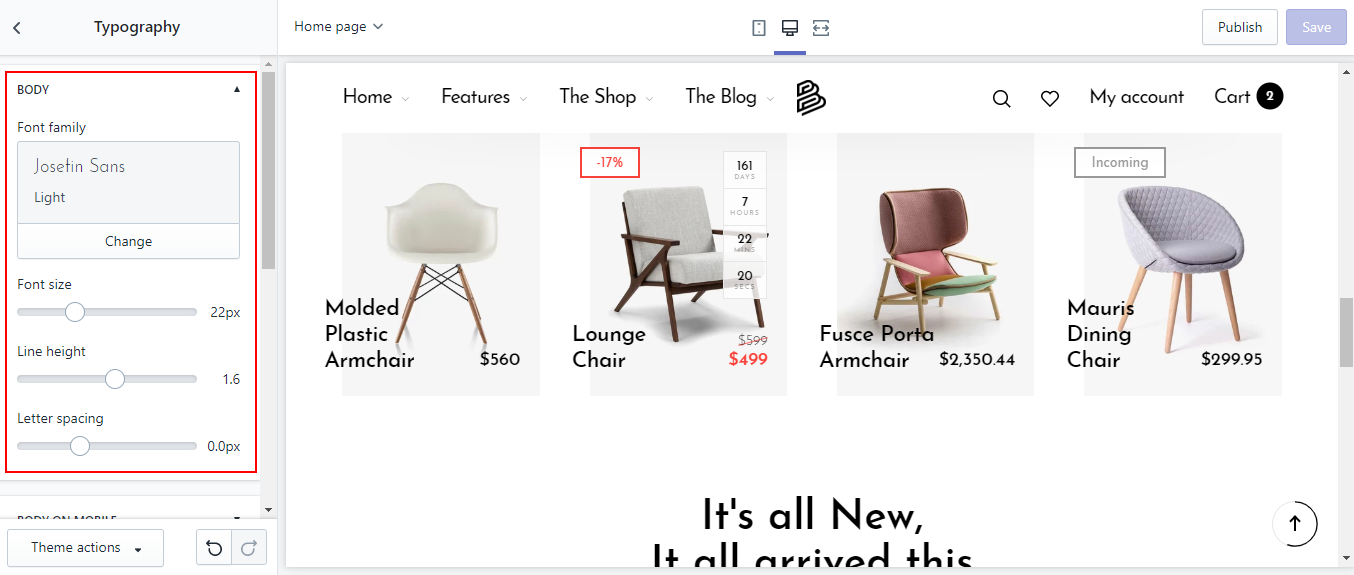 Typography
Home page
Publish
Save
BODY
Font family
Josefin Sans
Light
Change
Font size
22px
Line height
1.6
Letter spacing
0.0px
BODY ON MOBILE
Theme actions
Home
Features
The Shop
The Blog
My account
Cart 2
Molded
Plastic
Armchair
$560
-17%
161
DAYS
7
HOURS
22
MINS
20
SECS
Lounge
Chair
$599
$499
Fusce Porta
Armchair
$2,350.44
Incoming
Mauris
Dining
Chair
$299.95
It's all New,
It all arrived this